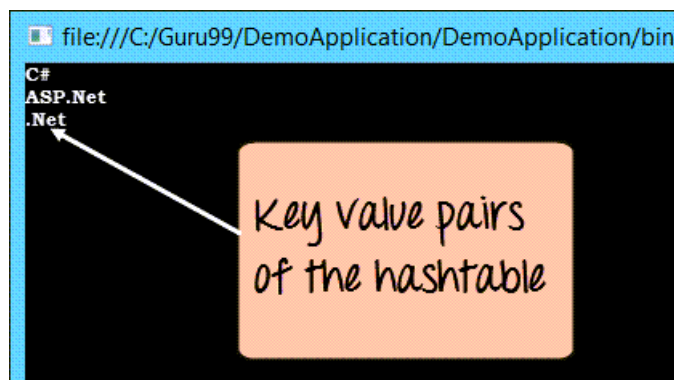 file:///C:/Guru99/DemoApplication/DemoApplication/bin
C#
ASP.Net
.Net
Key value pairs
of the hashtable